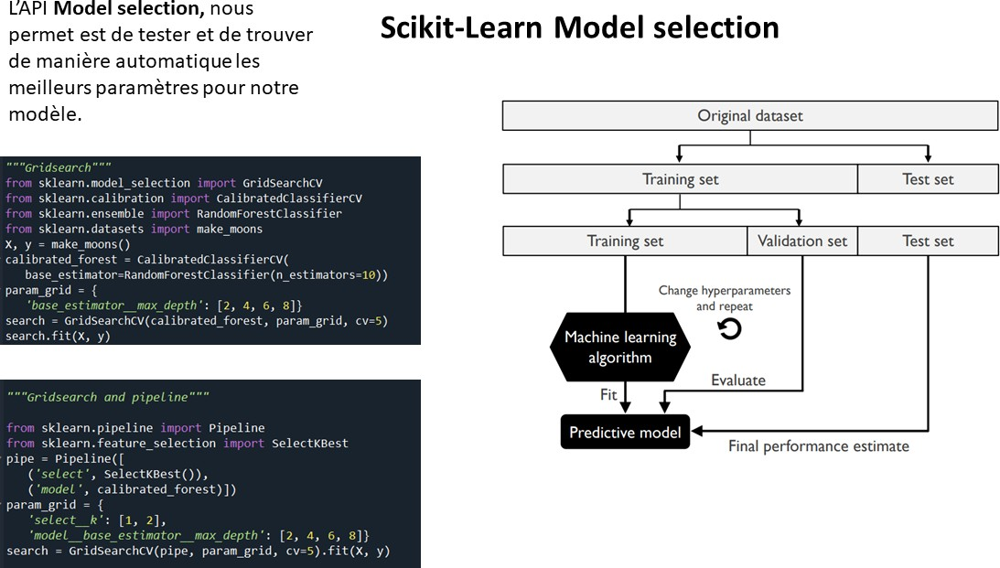 L'API Model selection, nous
permet est de tester et de trouver
de manière automatique les
meilleurs paramètres pour notre
modèle.
Scikit-Learn Model selection
"""Gridsearch"""
from sklearn.model_selection import GridSearchCV
from sklearn.calibration import CalibratedClassifierCV
from sklearn.ensemble import RandomForestClassifier
from sklearn.datasets import make_moons
X, y = make_moons()
calibrated_forest = CalibratedClassifierCV(
base_estimator=RandomForestClassifier(n_estimators=10))
param_grid = {
'base_estimator__max_depth': [2, 4, 6, 8]}
search = GridSearchCV(calibrated_forest, param_grid, cv=5)
search.fit(X, y)
"""Gridsearch and pipeline"""
from sklearn.pipeline import Pipeline
from sklearn.feature_selection import SelectKBest
pipe = Pipeline([
('select', SelectKBest()),
('model', calibrated_forest)])
param_grid = {
'select__k': [1, 2],
'model__base_estimator__max_depth': [2, 4, 6, 8]}
search = GridSearchCV(pipe, param_grid, cv=5).fit(X, y)
Original dataset
Training set
Test set
Training set
Validation set
Test set
Change hyperparameters
and repeat
Machine learning
algorithm
Evaluate
Fit
Predictive model
Final performance estimate